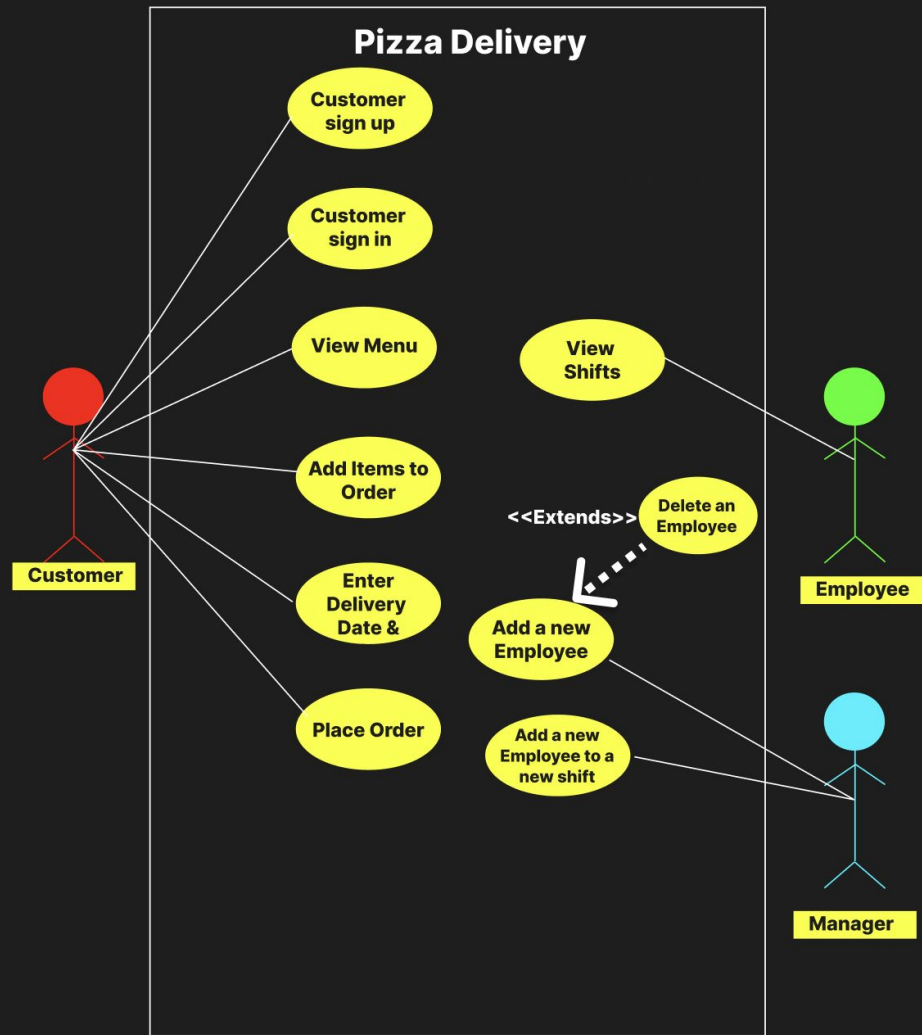 Pizza Delivery
Customer
sign up
Customer
sign in
View Menu
Add Items to
Order
Enter
Delivery
Date &
Place Order
View
Shifts
<<Extends>>
Delete an
Employee
Add a new
Employee
Add a new
Employee to a
new shift
Customer
Employee
Manager